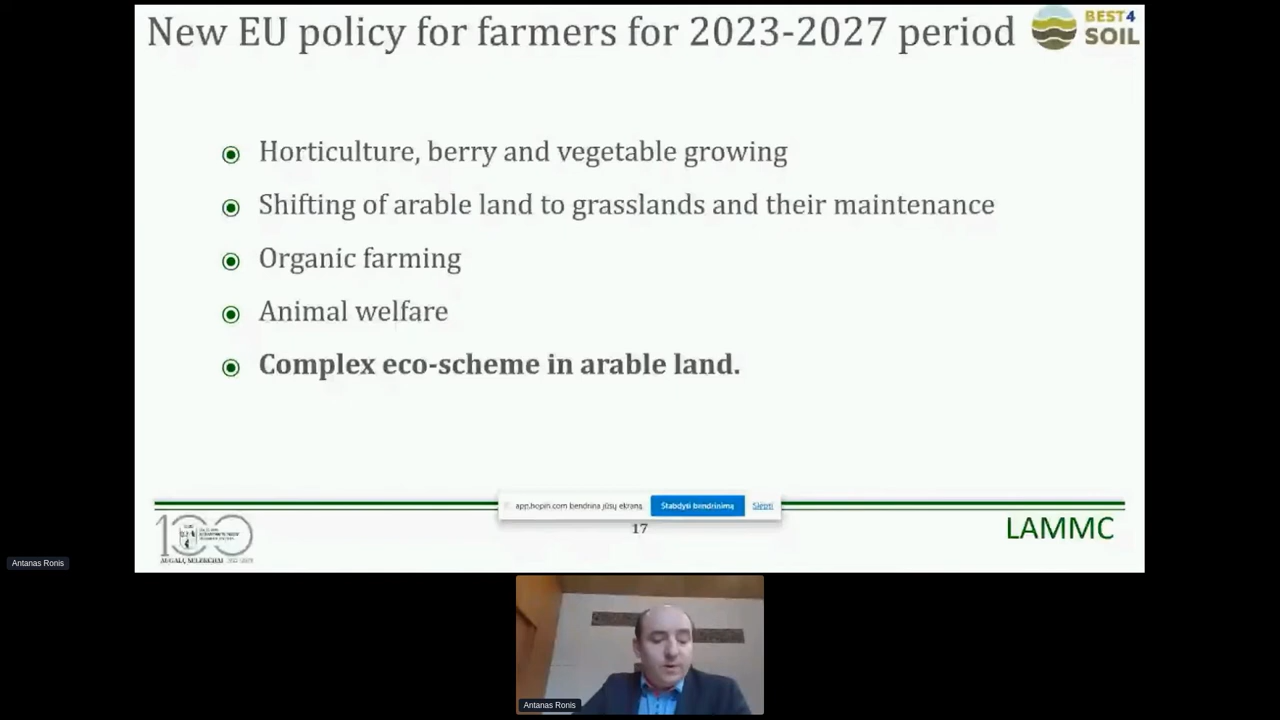 New EU policy for farmers for 2023-2027 period
BEST4
SOIL
Horticulture, berry and vegetable growing
Shifting of arable land to grasslands and their maintenance
Organic farming
Animal welfare
Complex eco-scheme in arable land.
app.hopin.com bendrina jūsų ekraną. Stabdyti bendrinimą Slėpti
17
100
LAMMC
Antanas Ronis
Antanas Ronis